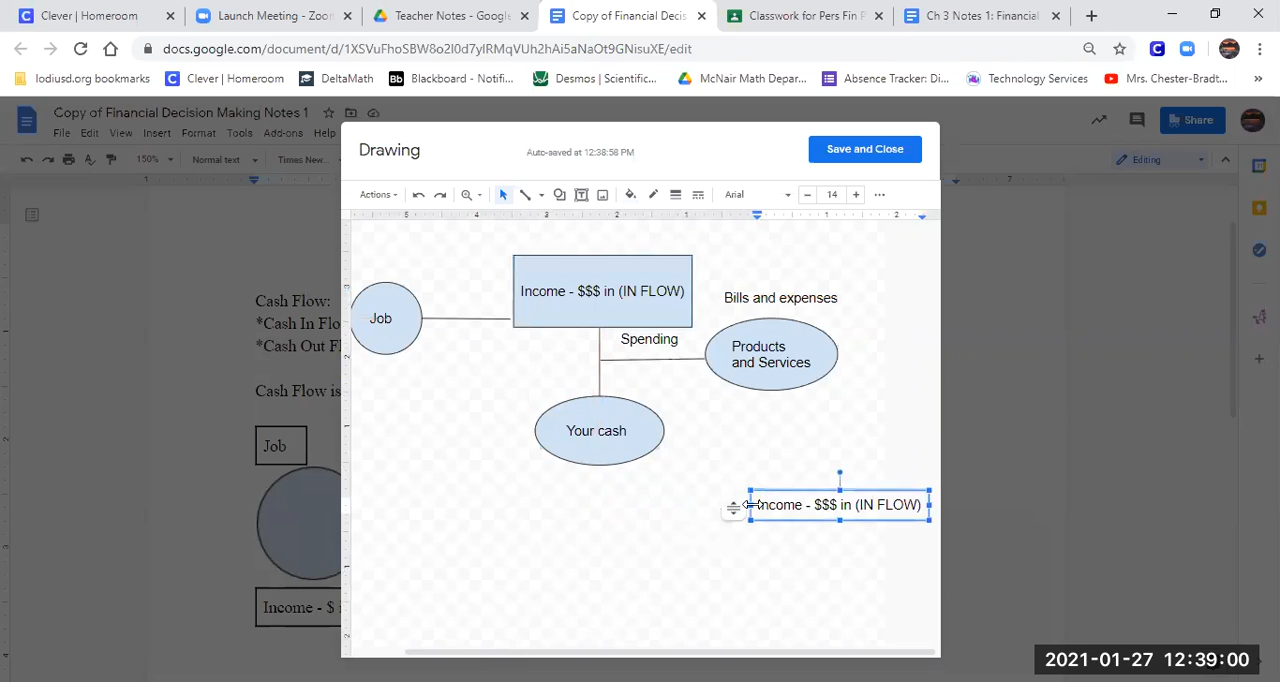 Clever | Homeroom
Launch Meeting - Zoon
Teacher Notes - Google
Copy of Financial Decis
Classwork for Pers Fin P
Ch 3 Notes 1: Financial
docs.google.com/document/d/1XSVuFhoSBW8o2l0d7ylRMqVUh2hAi5aNaOt9GNisuXE/edit
lodiusd.org bookmarks
Clever | Homeroom
DeltaMath
Blackboard - Notifi...
Desmos | Scientific...
McNair Math Depar...
Absence Tracker: Di...
Technology Services
Mrs. Chester-Bradt...
Copy of Financial Decision Making Notes 1
File Edit View Insert Format Tools Add-ons Help
Share
150% Normal text Times New...
Editing
Drawing
Auto-saved at 12:38:58 PM
Save and Close
Actions
Arial
14
Cash Flow:
*Cash In Flo
*Cash Out F
Cash Flow is
Job
Income - $
Income - $$$ in (IN FLOW)
Bills and expenses
Job
Spending
Products
and Services
Your cash
Income - $$$ in (IN FLOW)
2021-01-27 12:39:00